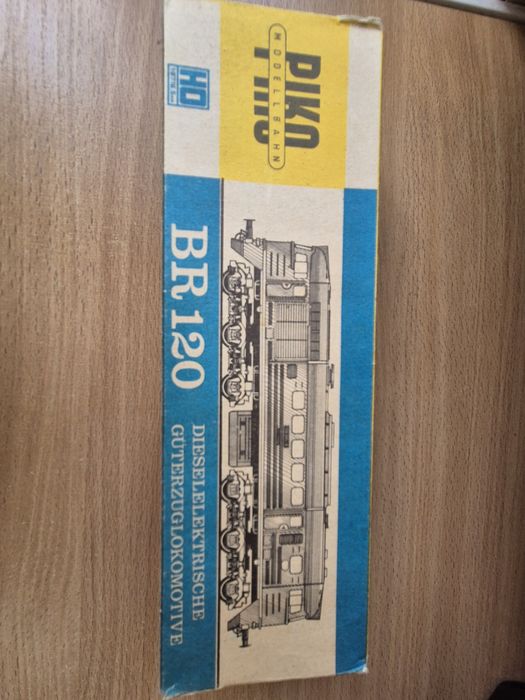 PIKO
MODELLBAHN
HO
BR 120
DIESELELEKTRISCHE
GÜTERZUGLOKOMOTIVE